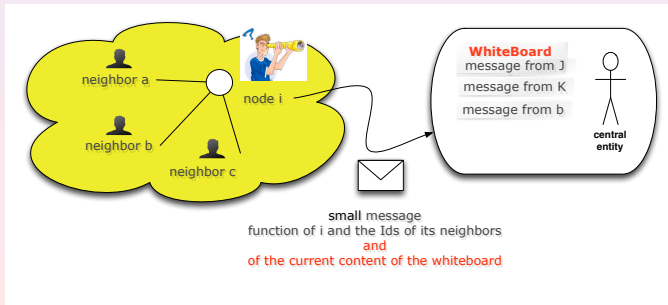 neighbor a
node i
neighbor b
neighbor c
WhiteBoard
message from J
message from K
message from b
central
entity
small message
function of i and the Ids of its neighbors
and
of the current content of the whiteboard